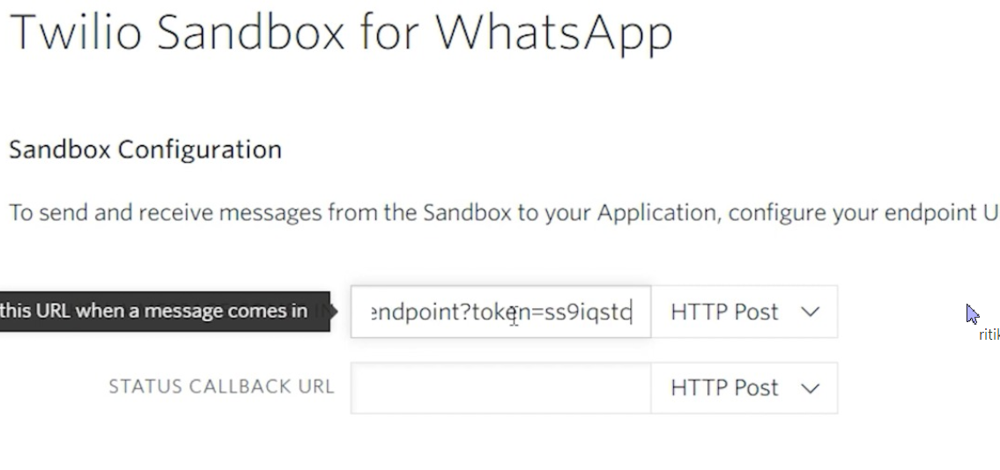 Twilio Sandbox for WhatsApp
Sandbox Configuration
To send and receive messages from the Sandbox to your Application, configure your endpoint U
this URL when a message comes in
endpoint?token=ss9iqstd HTTP Post
STATUS CALLBACK URL HTTP Post
ritik